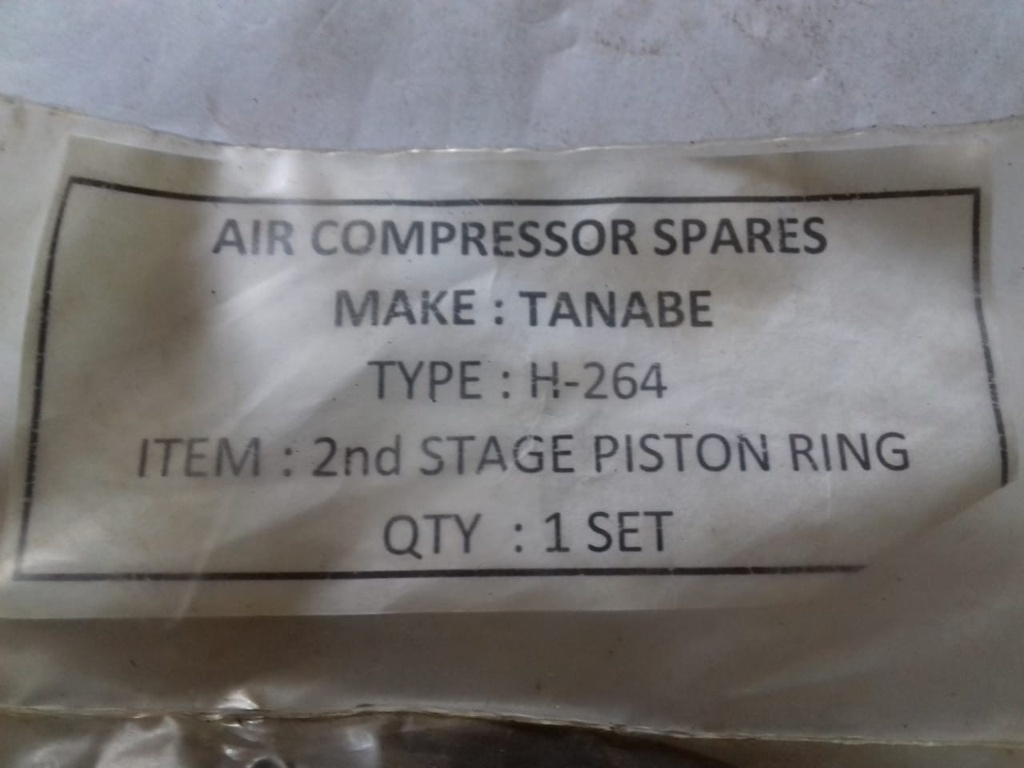 AIR COMPRESSOR SPARES
MAKE : TANABE
TYPE : H-264
ITEM : 2nd STAGE PISTON RING
QTY : 1 SET